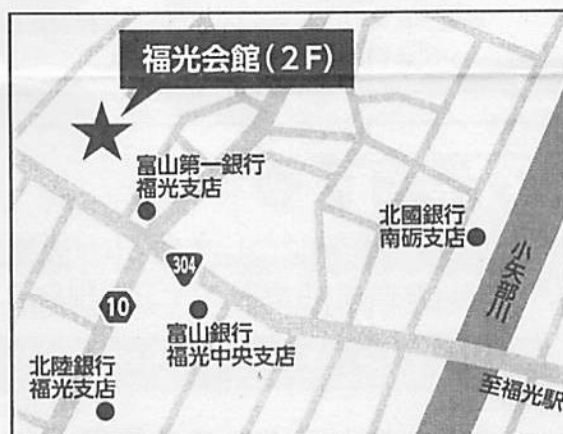 福光会館（2F）
富山第一銀行
福光支店
北國銀行
南砺支店
小矢部川
304
10
富山銀行
福光中央支店
北陸銀行
福光支店
至福光駅